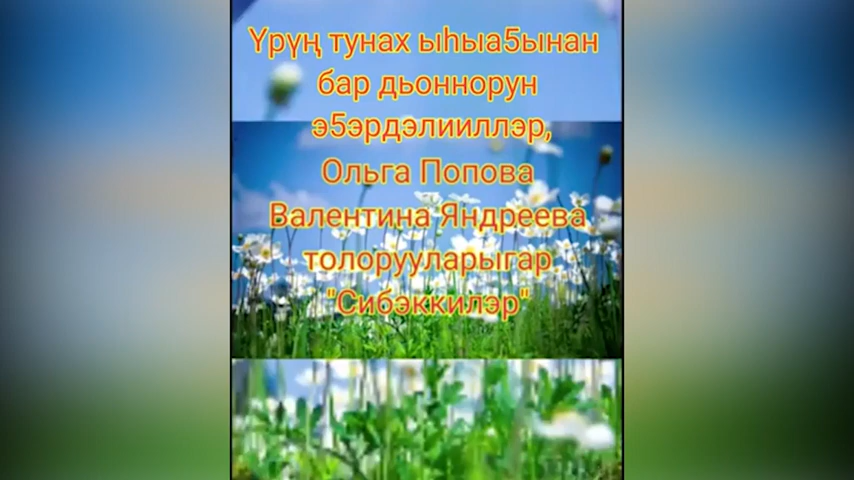 Үрүҥ тунах ыһыа5ынан
бар дьоннорун
э5эрдэлииллэр,
Ольга Попова
Валентина Яндреева
толорууларыгар
"Сибэккилэр"